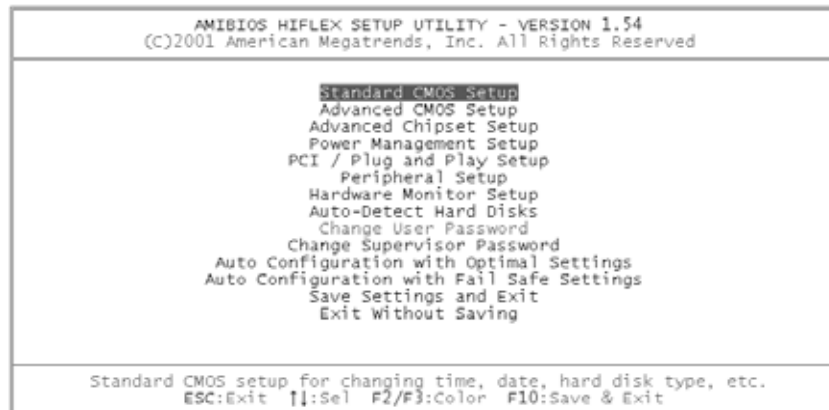 AMIBIOS HIFLEX SETUP UTILITY - VERSION 1.54
(C)2001 American Megatrends, Inc. All Rights Reserved
Standard CMOS Setup
Advanced CMOS Setup
Advanced Chipset Setup
Power Management Setup
PCI / Plug and Play Setup
Peripheral Setup
Hardware Monitor Setup
Auto-Detect Hard Disks
Change User Password
Change Supervisor Password
Auto Configuration with Optimal Settings
Auto Configuration with Fail Safe Settings
Save Settings and Exit
Exit Without Saving
Standard CMOS setup for changing time, date, hard disk type, etc.
ESC:Exit ↑↓:Sel F2/F3:Color F10:Save & Exit